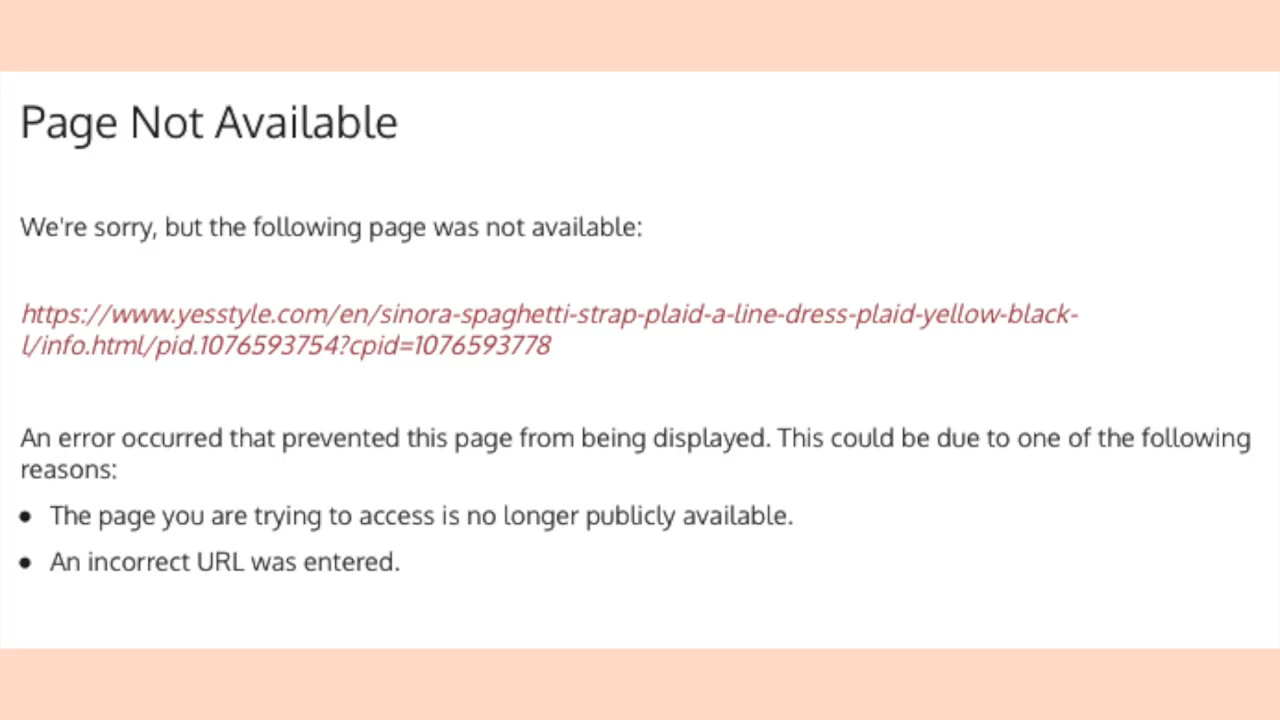 Page Not Available
We're sorry, but the following page was not available:
https://www.yesstyle.com/en/sinora-spaghetti-strap-plaid-a-line-dress-plaid-yellow-black-
l/info.html/pid.1076593754?cpid=1076593778
An error occurred that prevented this page from being displayed. This could be due to one of the following
reasons:
• The page you are trying to access is no longer publicly available.
• An incorrect URL was entered.